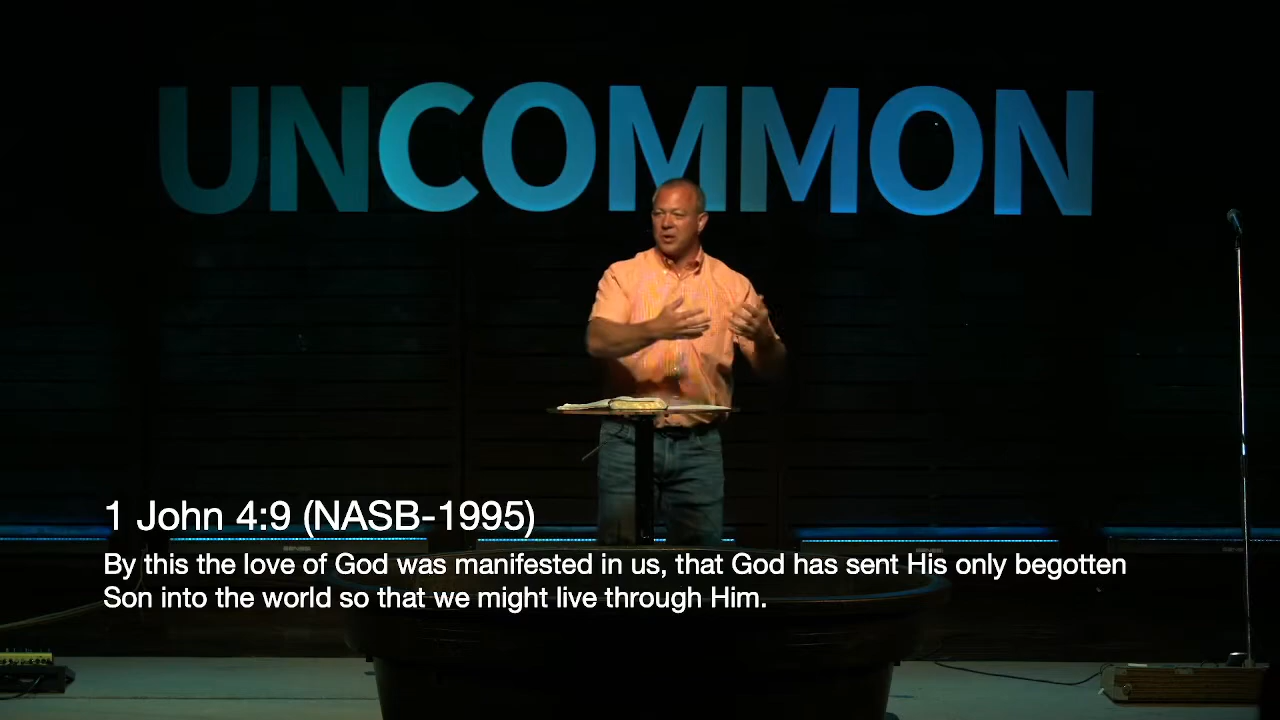 UNCOMMON
1 John 4:9 (NASB-1995)
By this the love of God was manifested in us, that God has sent His only begotten
Son into the world so that we might live through Him.